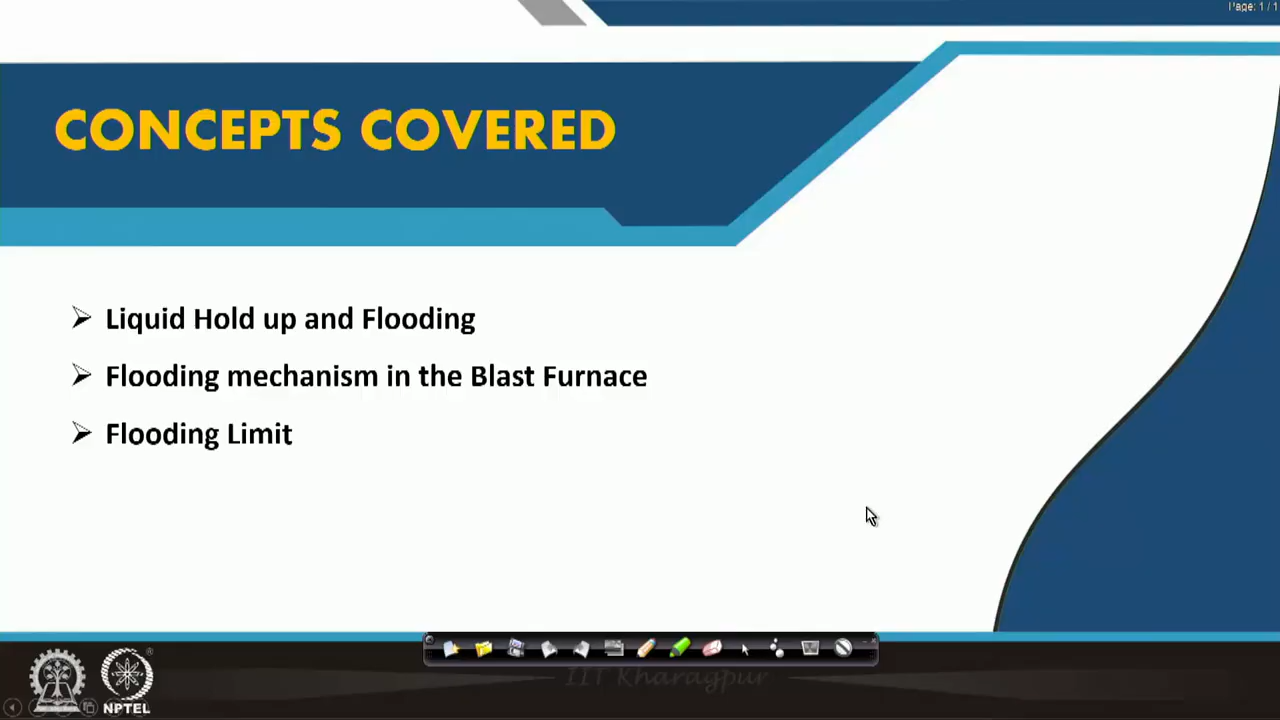 Page: 1 / 1
CONCEPTS COVERED
Liquid Hold up and Flooding
Flooding mechanism in the Blast Furnace
Flooding Limit
IIT Kharagpur
NPTEL